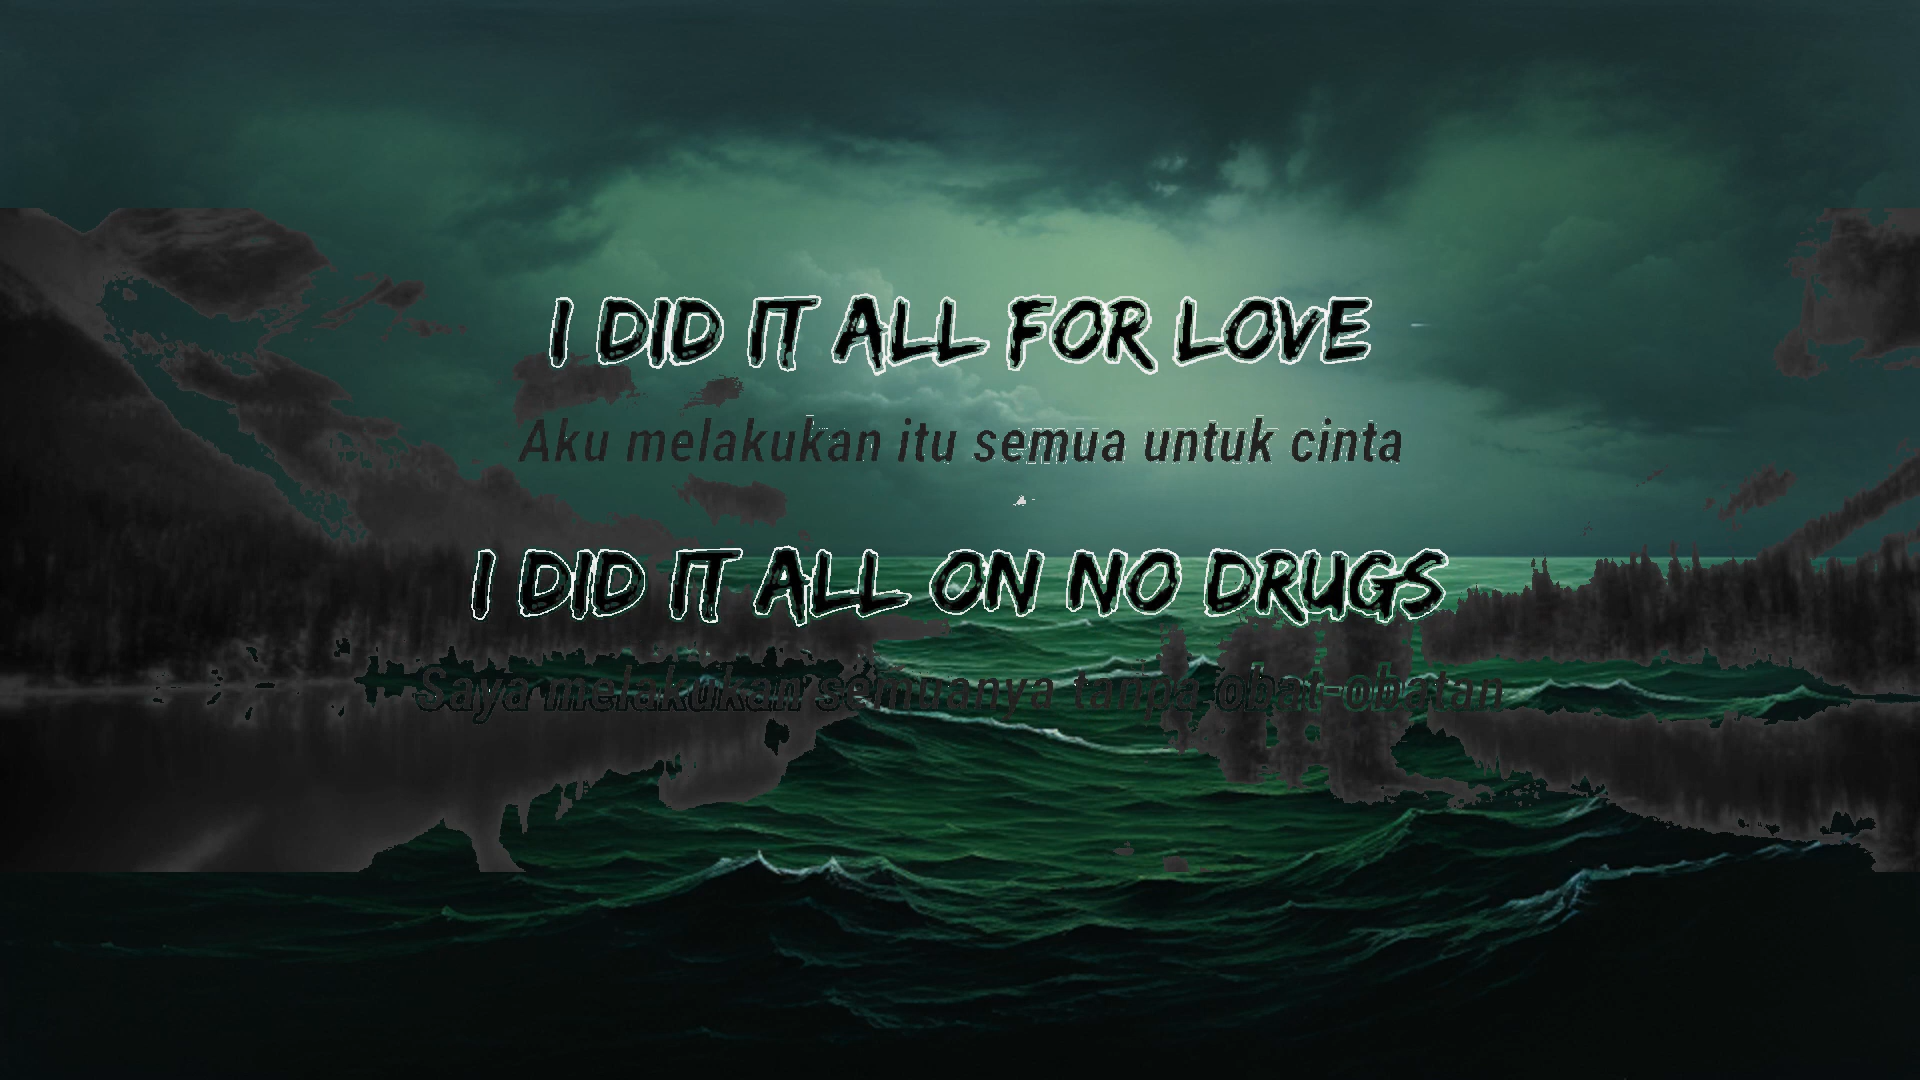 I DID IT ALL FOR LOVE
Aku melakukan itu semua untuk cinta
I DID IT ALL ON NO DRUGS
Saya melakukan semuanya tanpa obat-obatan